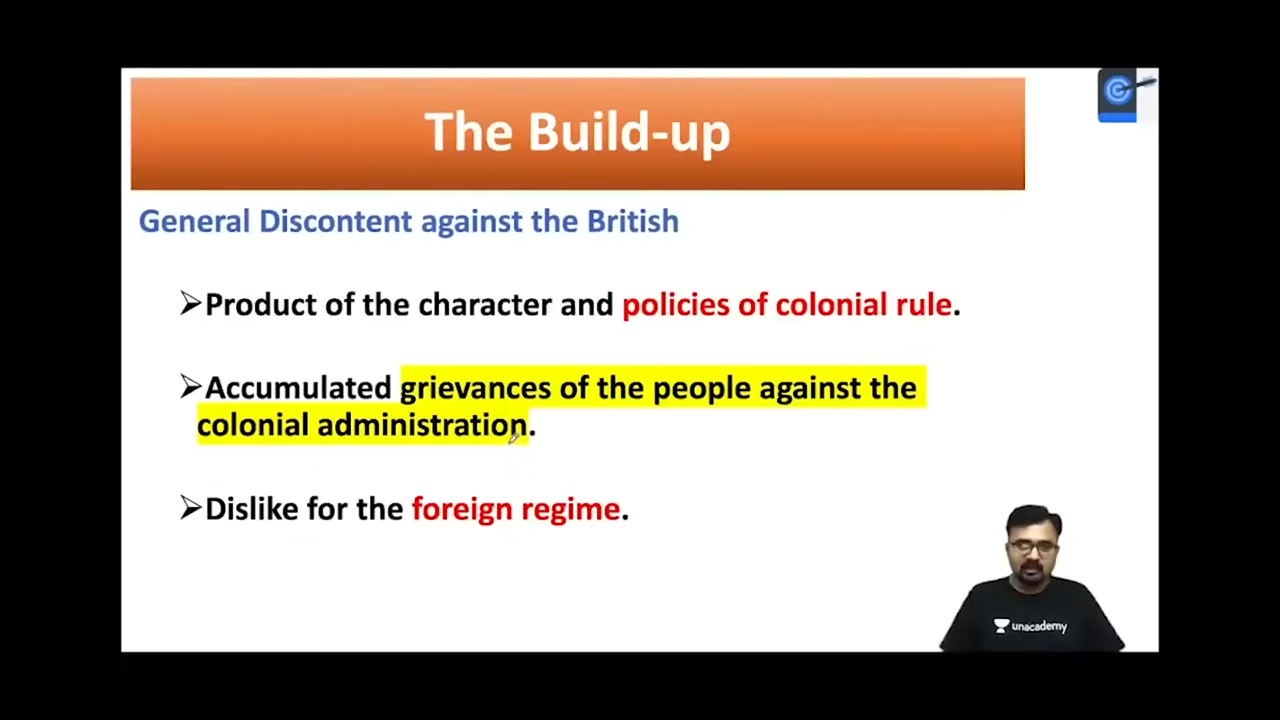 The Build-up
General Discontent against the British
➢Product of the character and policies of colonial rule.
➢Accumulated grievances of the people against the
colonial administration.
➢Dislike for the foreign regime.
unacademy